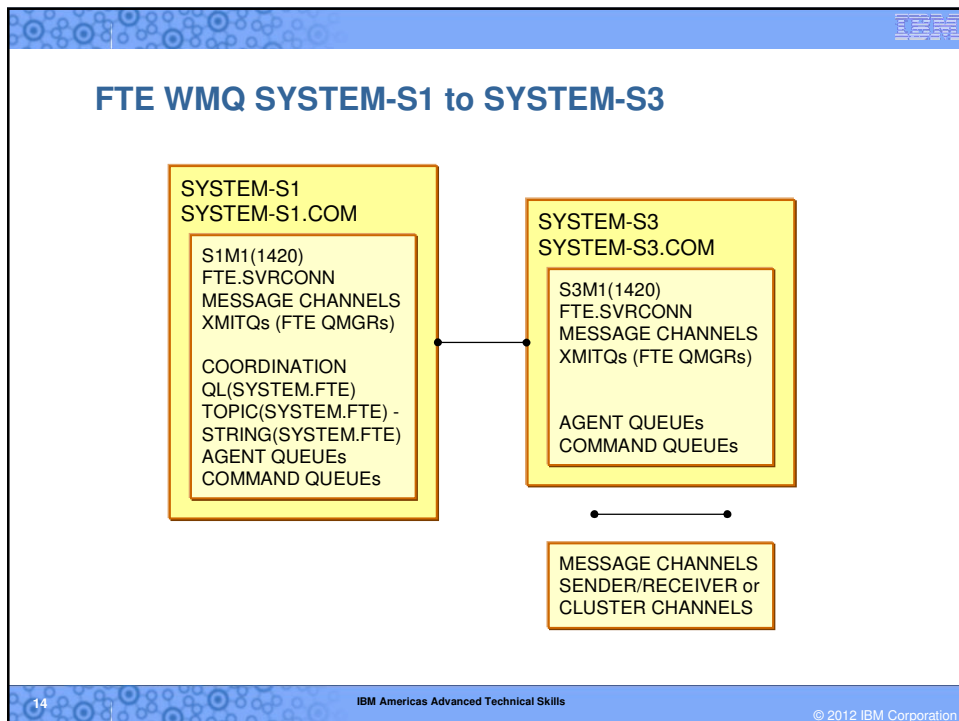 IBM
FTE WMQ SYSTEM-S1 to SYSTEM-S3
SYSTEM-S1
SYSTEM-S1.COM
S1M1(1420)
FTE.SVRCONN
MESSAGE CHANNELS
XMITQs (FTE QMGRs)
COORDINATION
QL(SYSTEM.FTE)
TOPIC(SYSTEM.FTE) -
STRING(SYSTEM.FTE)
AGENT QUEUEs
COMMAND QUEUEs
SYSTEM-S3
SYSTEM-S3.COM
S3M1(1420)
FTE.SVRCONN
MESSAGE CHANNELS
XMITQs (FTE QMGRs)
AGENT QUEUEs
COMMAND QUEUEs
MESSAGE CHANNELS
SENDER/RECEIVER or
CLUSTER CHANNELS
14
IBM Americas Advanced Technical Skills
© 2012 IBM Corporation